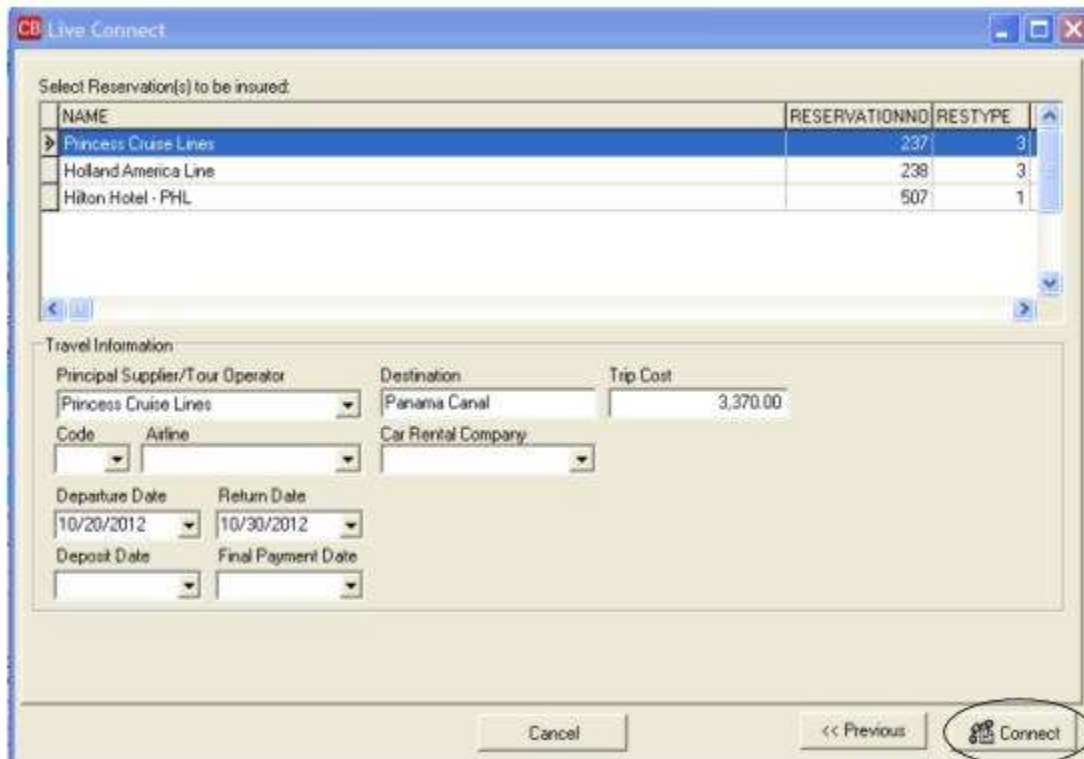 CB Live Connect
Select Reservation(s) to be insured:
NAME RESERVATIONNO RESTYPE
Princess Cruise Lines 237 3
Holland America Line 238 3
Hilton Hotel - PHL 507 1
Travel Information
Principal Supplier/Tour Operator Destination Trip Cost
Princess Cruise Lines Panama Canal 3,370.00
Code Airline Car Rental Company
Departure Date Return Date
10/20/2012 10/30/2012
Deposit Date Final Payment Date
Cancel << Previous Connect